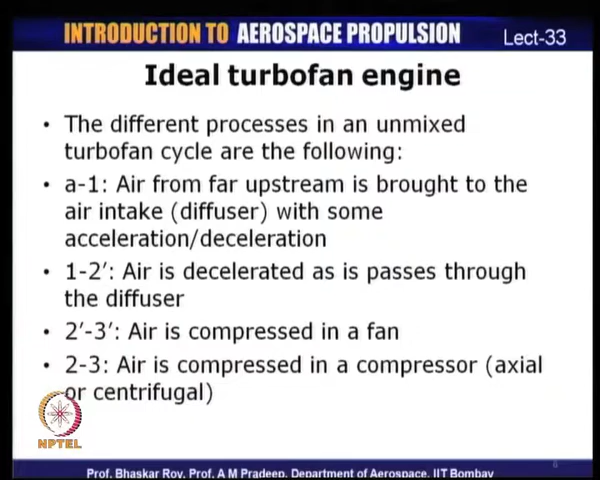 INTRODUCTION TO AEROSPACE PROPULSION Lect-33
Ideal turbofan engine
• The different processes in an unmixed
turbofan cycle are the following:
• a-1: Air from far upstream is brought to the
air intake (diffuser) with some
acceleration/deceleration
• 1-2′: Air is decelerated as is passes through
the diffuser
• 2′-3′: Air is compressed in a fan
• 2-3: Air is compressed in a compressor (axial
or centrifugal)
NPTEL
Prof. Bhaskar Roy, Prof. A M Pradeep, Department of Aerospace, IIT Bombay